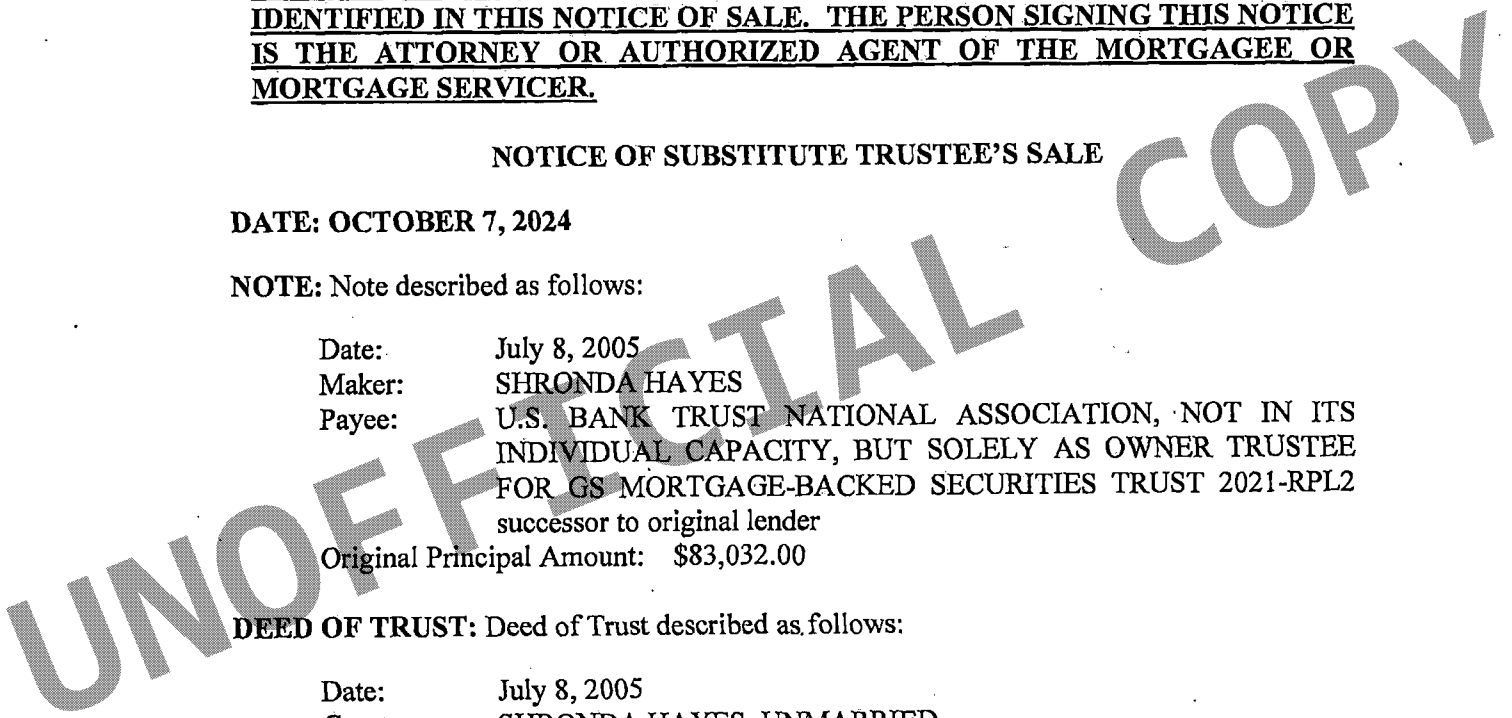 IDENTIFIED IN THIS NOTICE OF SALE. THE PERSON SIGNING THIS NOTICE
IS THE ATTORNEY OR AUTHORIZED AGENT OF THE MORTGAGEE OR
MORTGAGE SERVICER.
NOTICE OF SUBSTITUTE TRUSTEE'S SALE
DATE: OCTOBER 7, 2024
NOTE: Note described as follows:
Date: July 8, 2005
Maker: SHRONDA HAYES
Payee: U.S. BANK TRUST NATIONAL ASSOCIATION, NOT IN ITS
INDIVIDUAL CAPACITY, BUT SOLELY AS OWNER TRUSTEE
FOR GS MORTGAGE-BACKED SECURITIES TRUST 2021-RPL2
successor to original lender
Original Principal Amount: $83,032.00
DEED OF TRUST: Deed of Trust described as follows:
Date: July 8, 2005
SHRONDA HAYES, UNMARRIED
UNOFFICIAL COPY